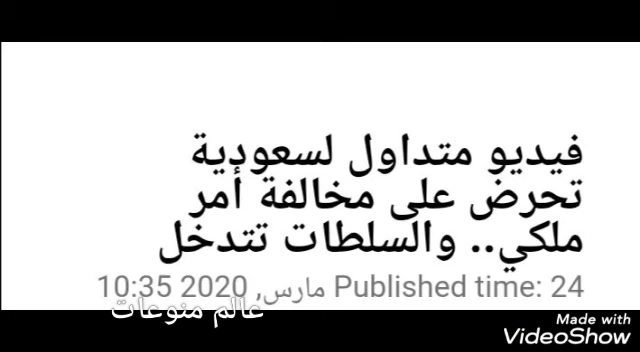 فيديو متداول لسعودية
تحرض على مخالفة أمر
ملكي.. والسلطات تتدخل
Published time: 24 مارس, 2020 10:35
عالم منوعات
Made with
VideoShow